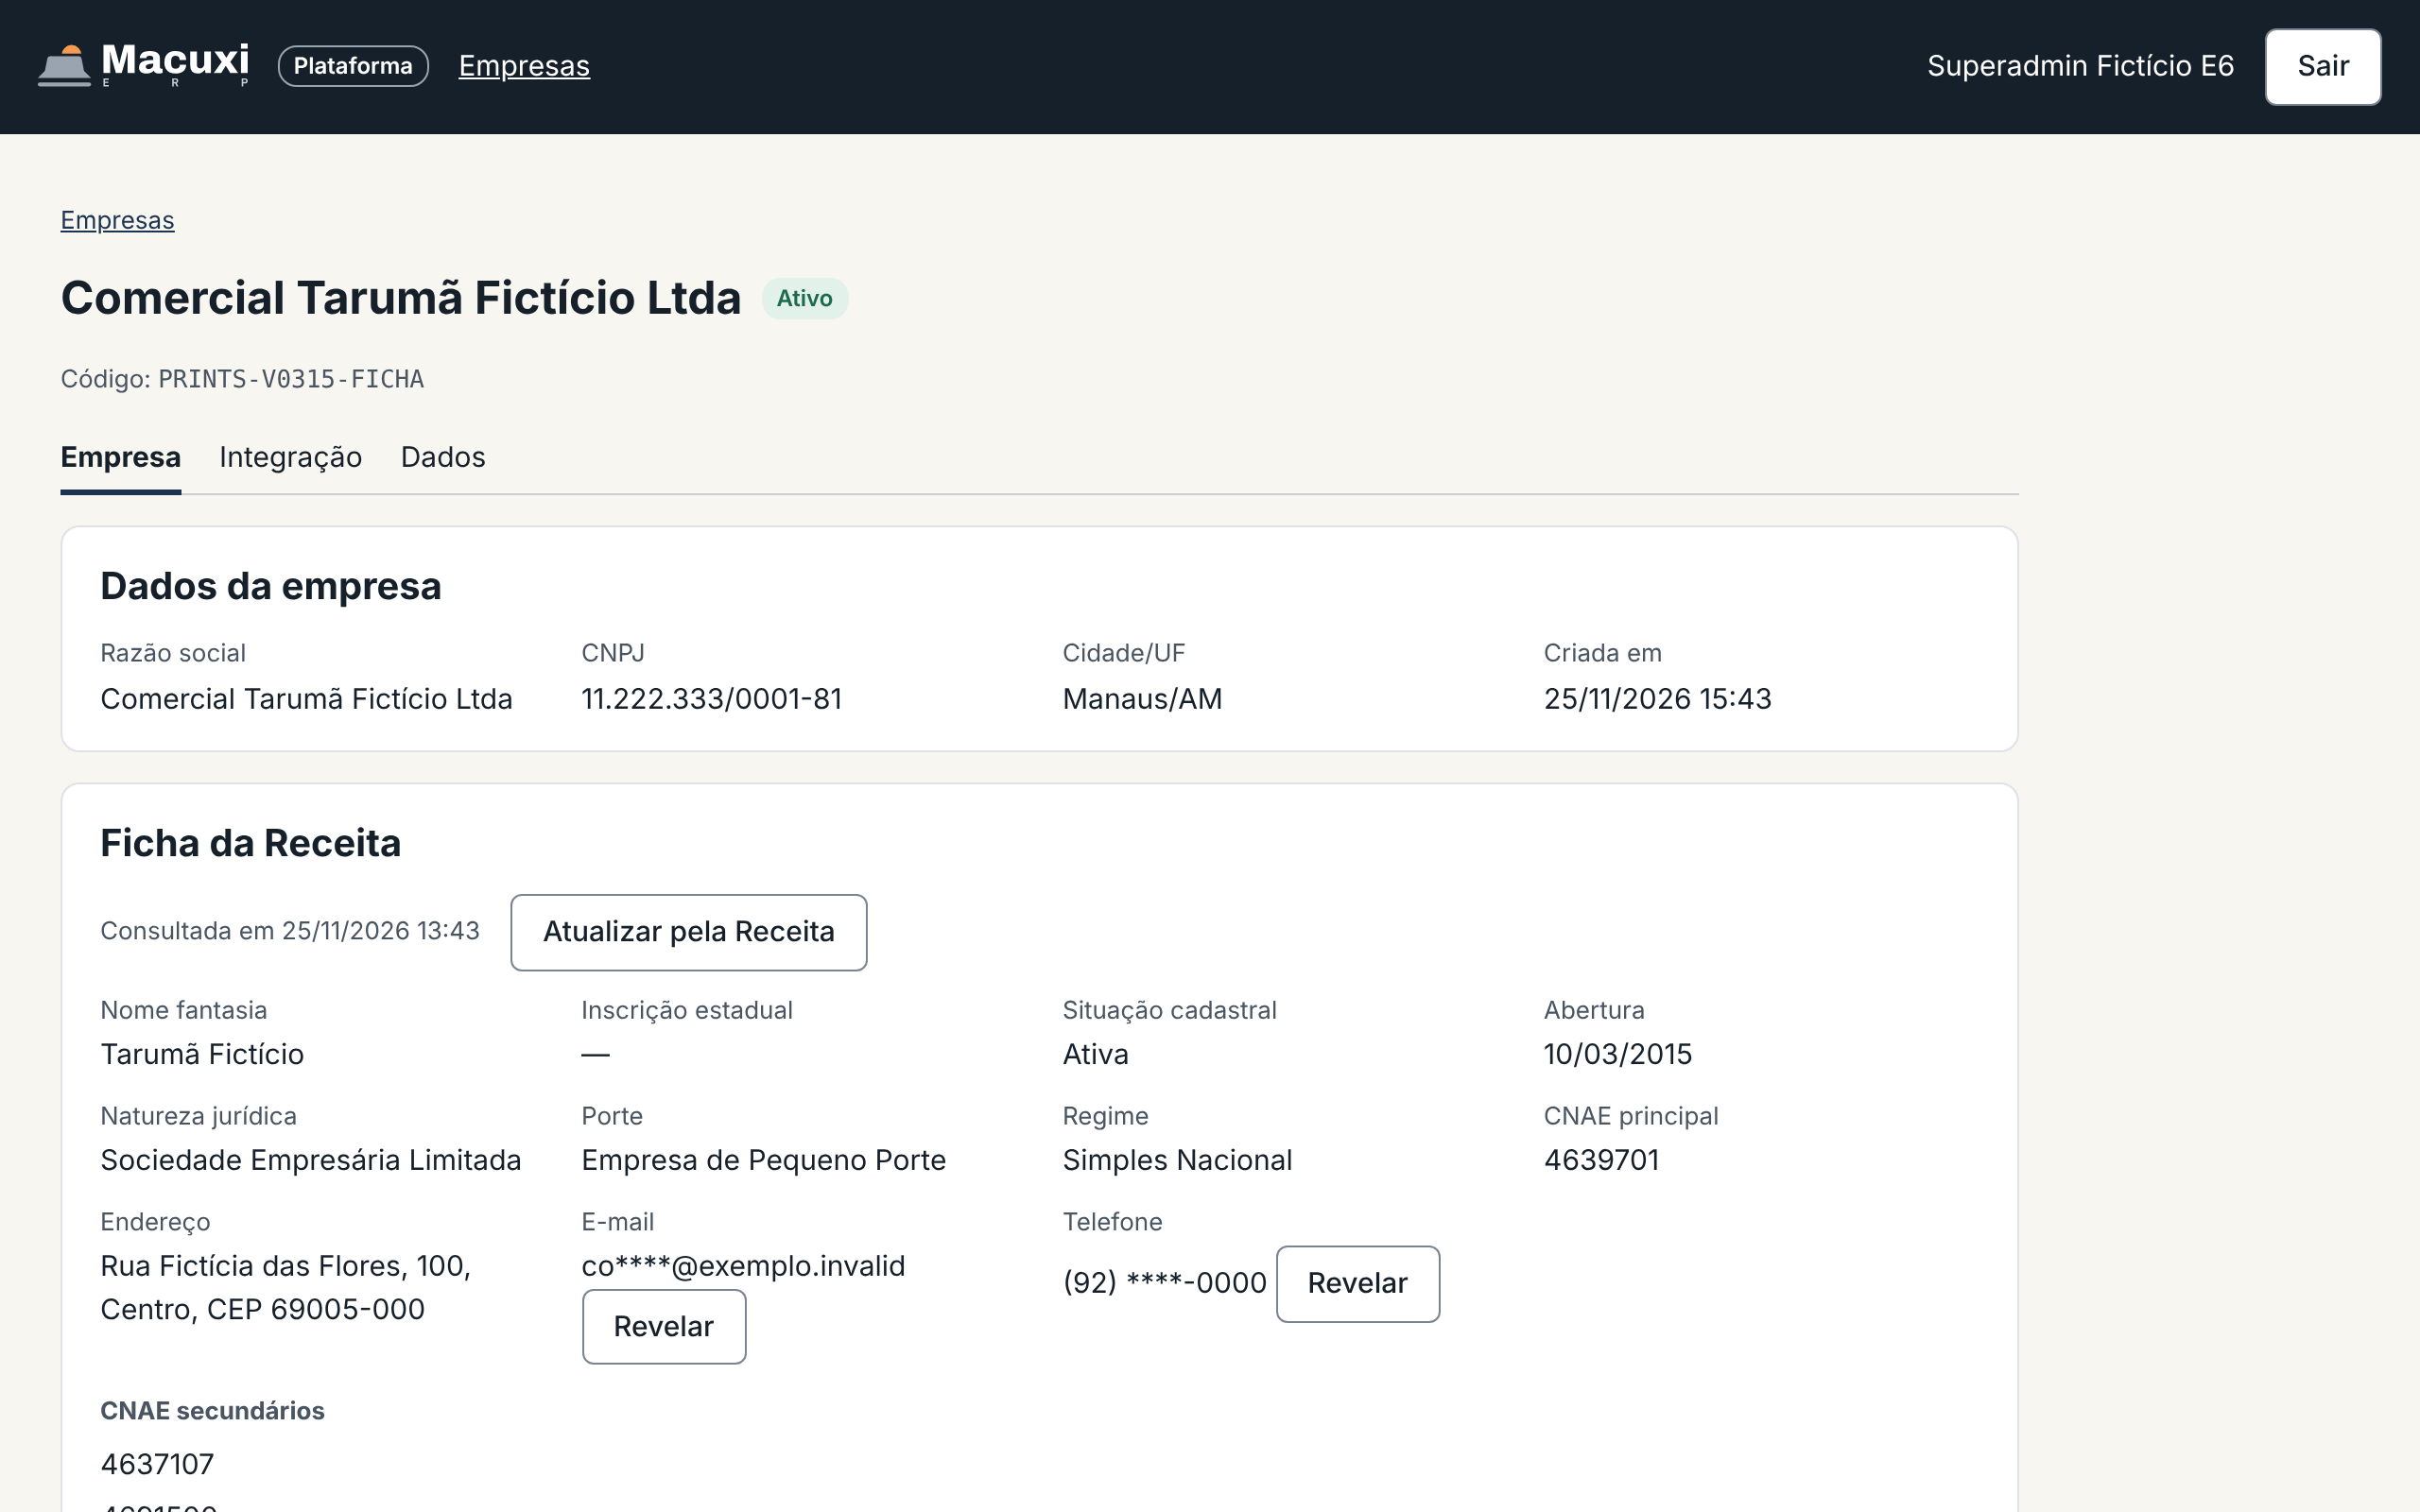 Macuxi
E R P
Plataforma
Empresas
Superadmin Fictício E6
Sair
Empresas
Comercial Tarumã Fictício Ltda
Ativo
Código: PRINTS-V0315-FICHA
Empresa
Integração
Dados
Dados da empresa
Razão social
Comercial Tarumã Fictício Ltda
CNPJ
11.222.333/0001-81
Cidade/UF
Manaus/AM
Criada em
25/11/2026 15:43
Ficha da Receita
Consultada em 25/11/2026 13:43
Atualizar pela Receita
Nome fantasia
Tarumã Fictício
Inscrição estadual
—
Situação cadastral
Ativa
Abertura
10/03/2015
Natureza jurídica
Sociedade Empresária Limitada
Porte
Empresa de Pequeno Porte
Regime
Simples Nacional
CNAE principal
4639701
Endereço
Rua Fictícia das Flores, 100,
Centro, CEP 69005-000
E-mail
co****@exemplo.invalid
Revelar
Telefone
(92) ****-0000
Revelar
CNAE secundários
4637107